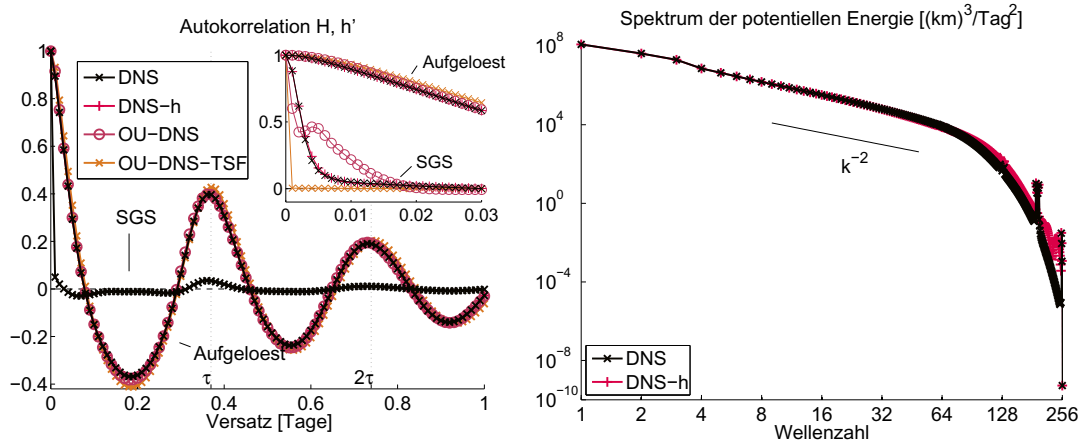 Autokorrelation H, h'
1
0.8
0.6
0.4
0.2
0
−0.2
−0.4
DNS
DNS−h
OU−DNS
OU−DNS−TSF
SGS
Aufgeloest
τ
2τ
0 0.2 0.4 0.6 0.8 1
Versatz [Tage]
1
0.5
0
Aufgeloest
SGS
0 0.01 0.02 0.03
Spektrum der potentiellen Energie [(km)³/Tag²]
10⁸
10⁴
10⁰
10⁻⁴
10⁻⁸
10⁻¹⁰
k⁻²
DNS
DNS−h
1 2 4 8 16 32 64 128 256
Wellenzahl